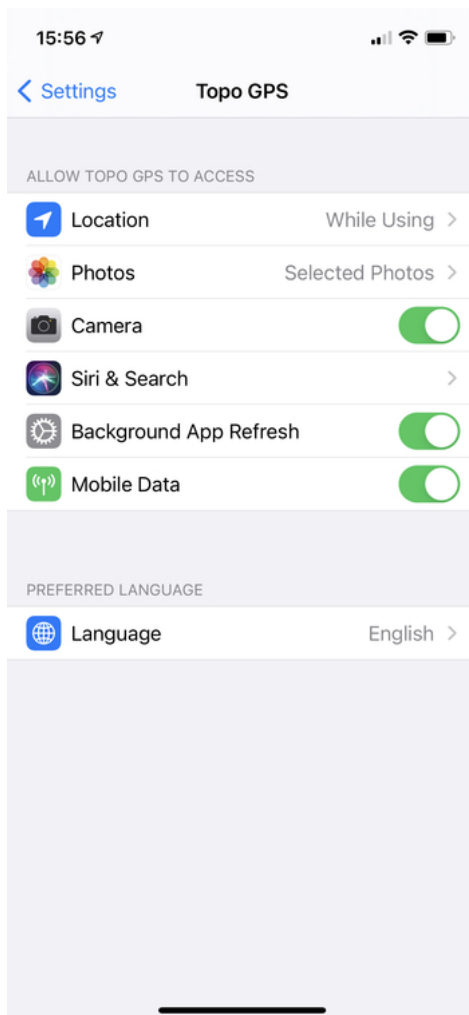 15:56
Settings
Topo GPS
ALLOW TOPO GPS TO ACCESS
Location While Using
Photos Selected Photos
Camera
Siri & Search
Background App Refresh
Mobile Data
PREFERRED LANGUAGE
Language English